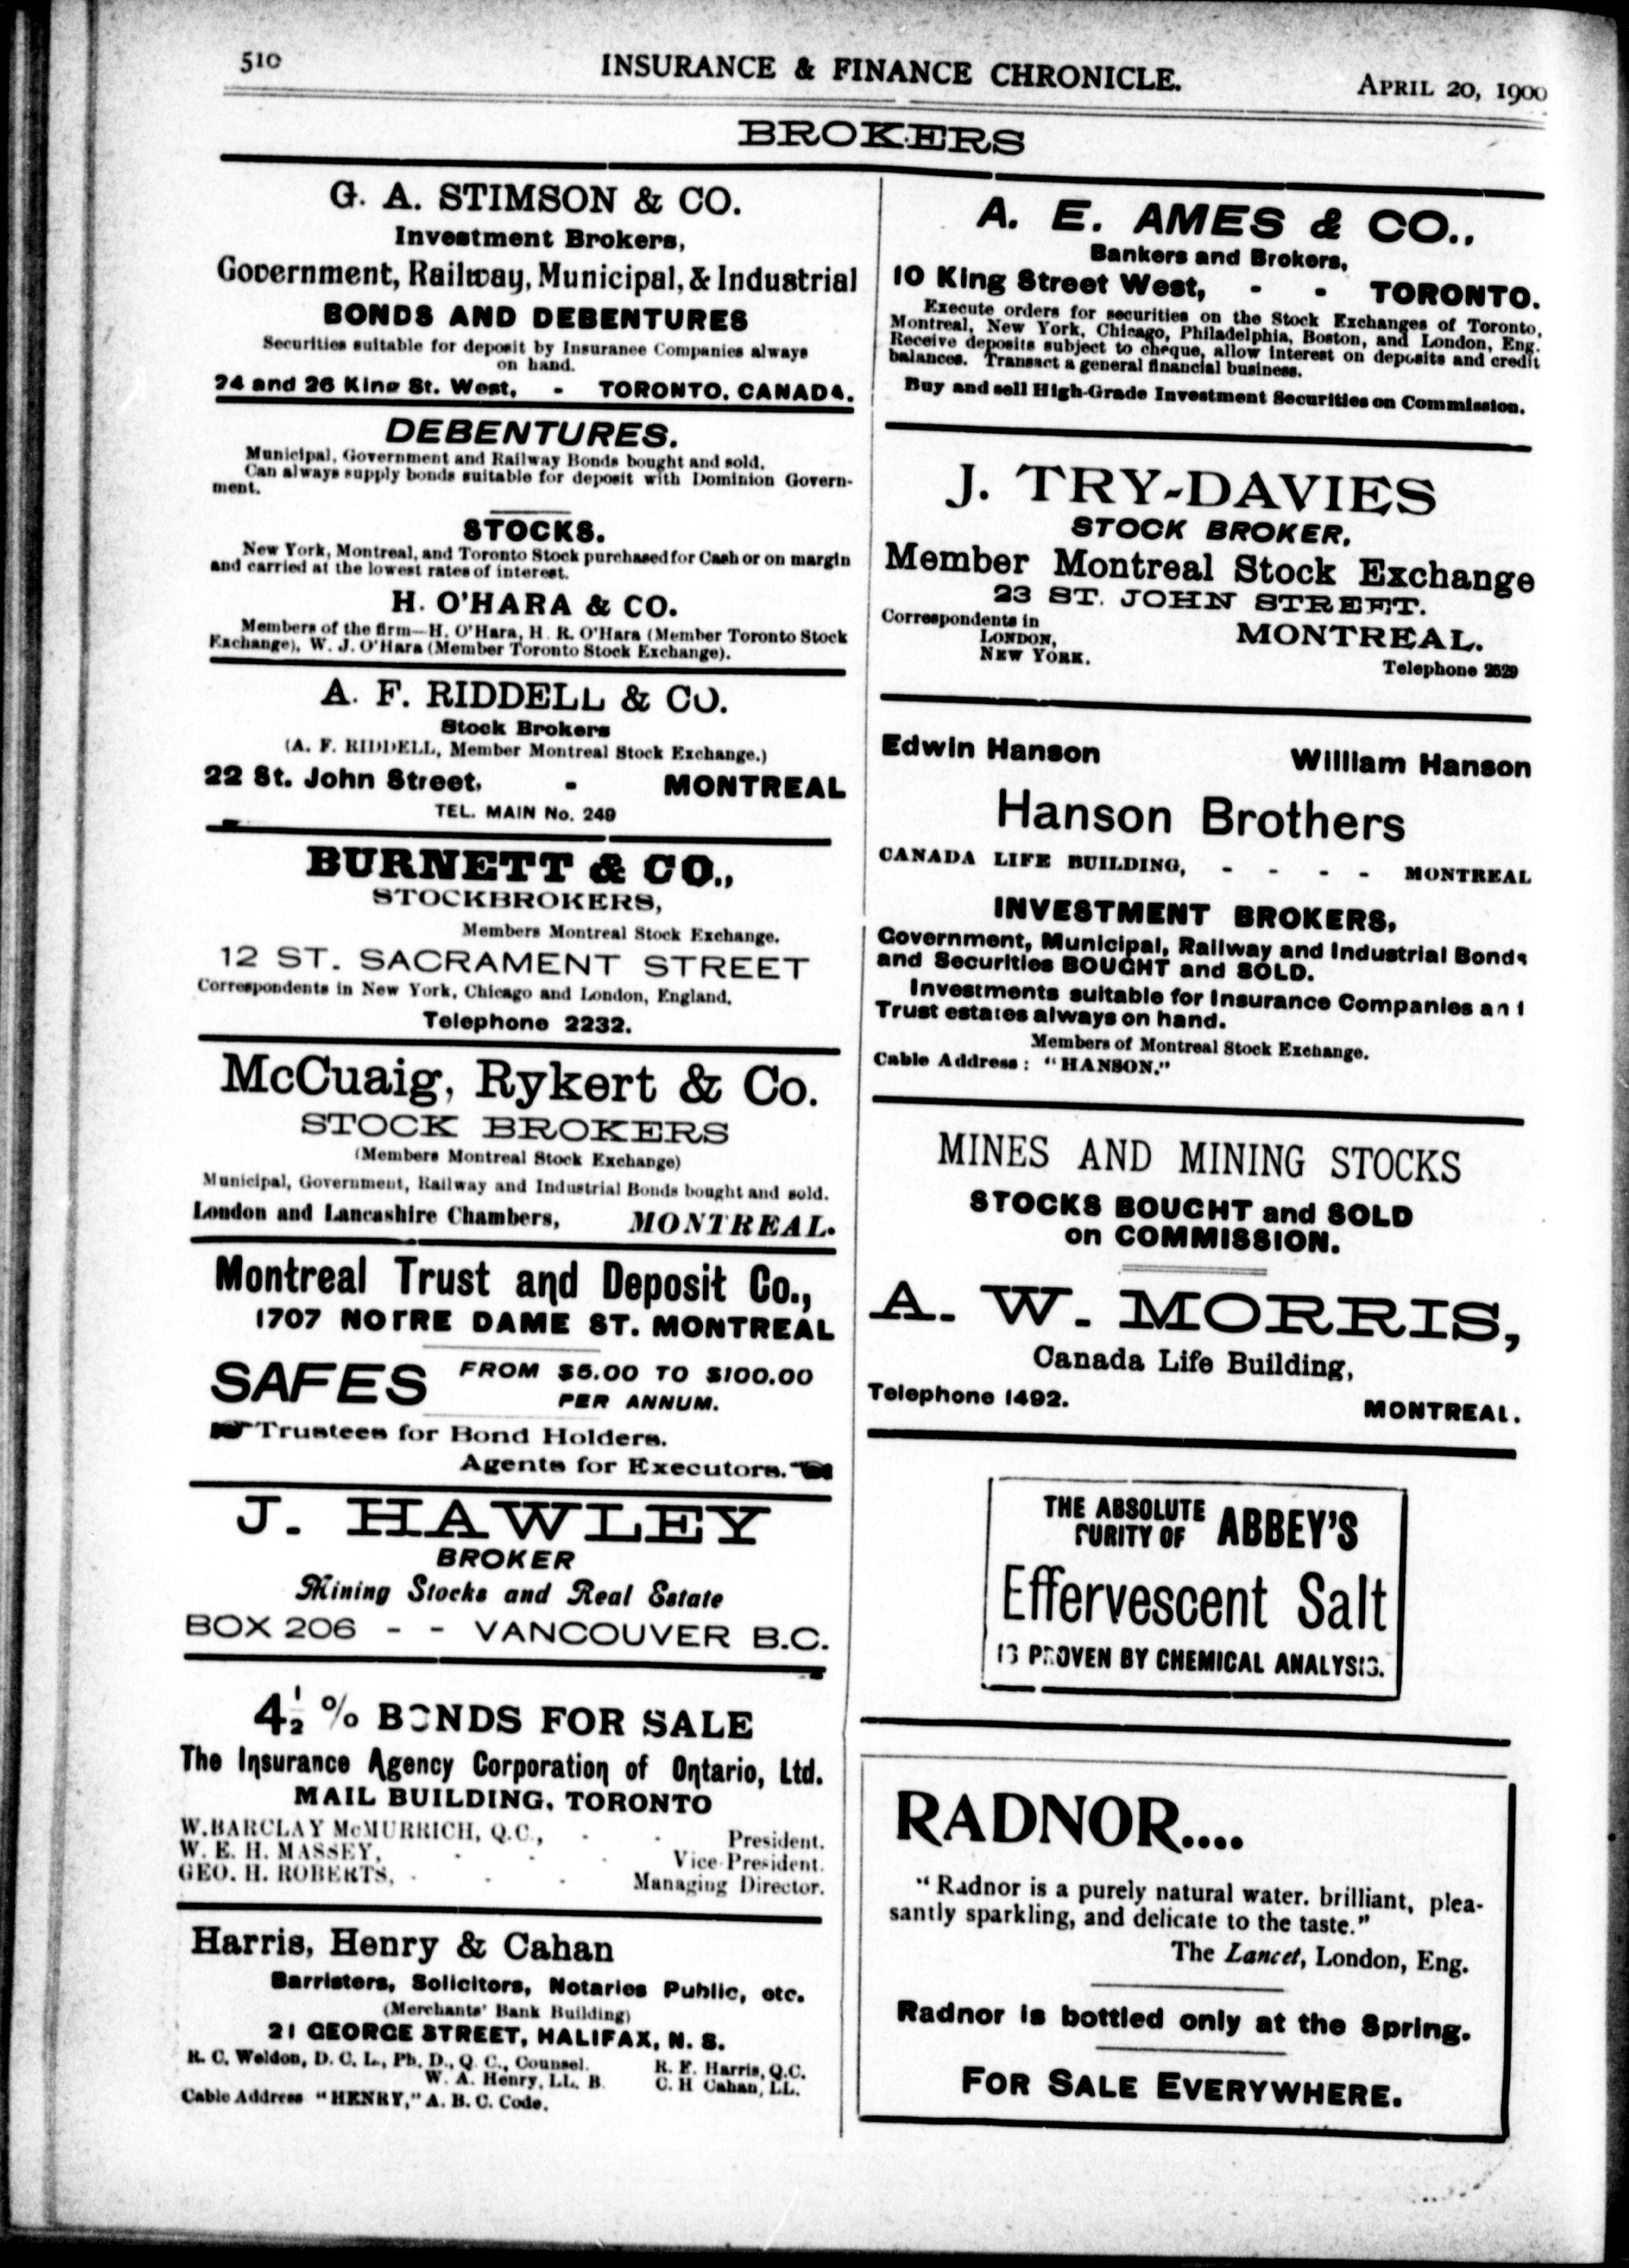 510
INSURANCE & FINANCE CHRONICLE.
APRIL 20, 1900
BROKERS
G. A. STIMSON & CO.
Investment Brokers,
Government, Railway, Municipal, & Industrial
BONDS AND DEBENTURES
Securities suitable for deposit by Insurance Companies always
on hand.
24 and 26 King St. West, - TORONTO. CANADA.
DEBENTURES.
Municipal, Government and Railway Bonds bought and sold.
Can always supply bonds suitable for deposit with Dominion Govern-
ment.
STOCKS.
New York, Montreal, and Toronto Stock purchased for Cash or on margin
and carried at the lowest rates of interest.
H. O'HARA & CO.
Members of the firm—H. O'Hara, H. R. O'Hara (Member Toronto Stock
Exchange), W. J. O'Hara (Member Toronto Stock Exchange).
A. F. RIDDELL & CO.
Stock Brokers
(A. F. RIDDELL, Member Montreal Stock Exchange.)
22 St. John Street. - MONTREAL
TEL. MAIN No. 249
BURNETT & CO.,
STOCKBROKERS,
Members Montreal Stock Exchange.
12 ST. SACRAMENT STREET
Correspondents in New York, Chicago and London, England.
Telephone 2232.
McCuaig, Rykert & Co.
STOCK BROKERS
(Members Montreal Stock Exchange)
Municipal, Government, Railway and Industrial Bonds bought and sold.
London and Lancashire Chambers, MONTREAL.
Montreal Trust and Deposit Co.,
1707 NOTRE DAME ST. MONTREAL
SAFES FROM $5.00 TO $100.00
PER ANNUM.
Trustees for Bond Holders.
Agents for Executors.
J. HAWLEY
BROKER
Mining Stocks and Real Estate
BOX 206 - - VANCOUVER B.C.
4½ % BONDS FOR SALE
The Insurance Agency Corporation of Ontario, Ltd.
MAIL BUILDING, TORONTO
W. BARCLAY McMURRICH, Q.C., - - President.
W. E. H. MASSEY, - - - Vice-President.
GEO. H. ROBERTS, - - - Managing Director.
Harris, Henry & Cahan
Barristers, Solicitors, Notaries Public, etc.
(Merchants' Bank Building)
21 GEORGE STREET, HALIFAX, N. S.
R. C. Weldon, D. C. L., Ph. D., Q. C., Counsel. R. E. Harris, Q.C.
W. A. Henry, LL. B. C. H Cahan, LL.
Cable Address "HENRY," A. B. C. Code.
A. E. AMES & CO.,
Bankers and Brokers,
10 King Street West, - - TORONTO.
Execute orders for securities on the Stock Exchanges of Toronto,
Montreal, New York, Chicago, Philadelphia, Boston, and London, Eng.
Receive deposits subject to cheque, allow interest on deposits and credit
balances. Transact a general financial business.
Buy and sell High-Grade Investment Securities on Commission.
J. TRY-DAVIES
STOCK BROKER,
Member Montreal Stock Exchange
23 ST. JOHN STREET.
Correspondents in
LONDON, MONTREAL.
NEW YORK.
Telephone 2529
Edwin Hanson William Hanson
Hanson Brothers
CANADA LIFE BUILDING, - - - - MONTREAL
INVESTMENT BROKERS,
Government, Municipal, Railway and Industrial Bonds
and Securities BOUGHT and SOLD.
Investments suitable for Insurance Companies and
Trust estates always on hand.
Members of Montreal Stock Exchange.
Cable Address: "HANSON."
MINES AND MINING STOCKS
STOCKS BOUGHT and SOLD
on COMMISSION.
A. W. MORRIS,
Canada Life Building,
Telephone 1492. MONTREAL.
THE ABSOLUTE
PURITY OF ABBEY'S
Effervescent Salt
IS PROVEN BY CHEMICAL ANALYSIS.
RADNOR....
"Radnor is a purely natural water. brilliant, plea-
santly sparkling, and delicate to the taste."
The Lancet, London, Eng.
Radnor is bottled only at the Spring.
FOR SALE EVERYWHERE.